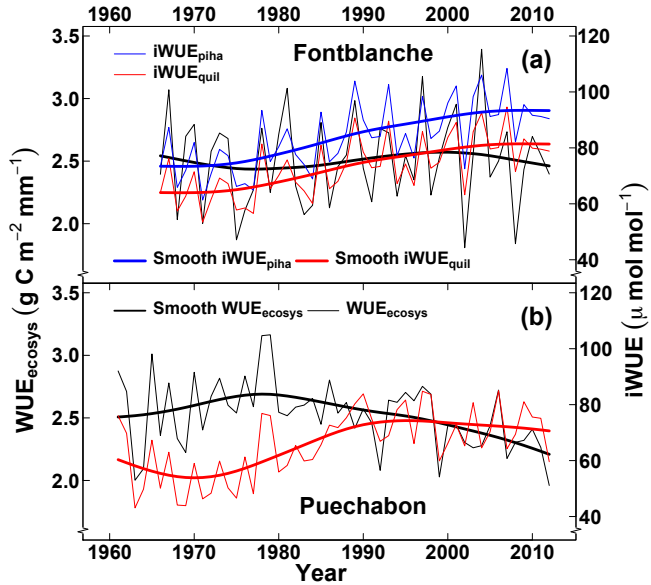 1960 1970 1980 1990 2000 2010
3.5 120
iWUEpiha Fontblanche (a)
iWUEquil
100
3.0
2.5 80
2.0 60
Smooth iWUEpiha Smooth iWUEquil
40
3.5 120
Smooth WUEecosys WUEecosys (b)
100
3.0
2.5 80
2.0 60
Puechabon
40
1960 1970 1980 1990 2000 2010
Year
WUEecosys (g C m−2 mm−1)
iWUE (μ mol mol−1)